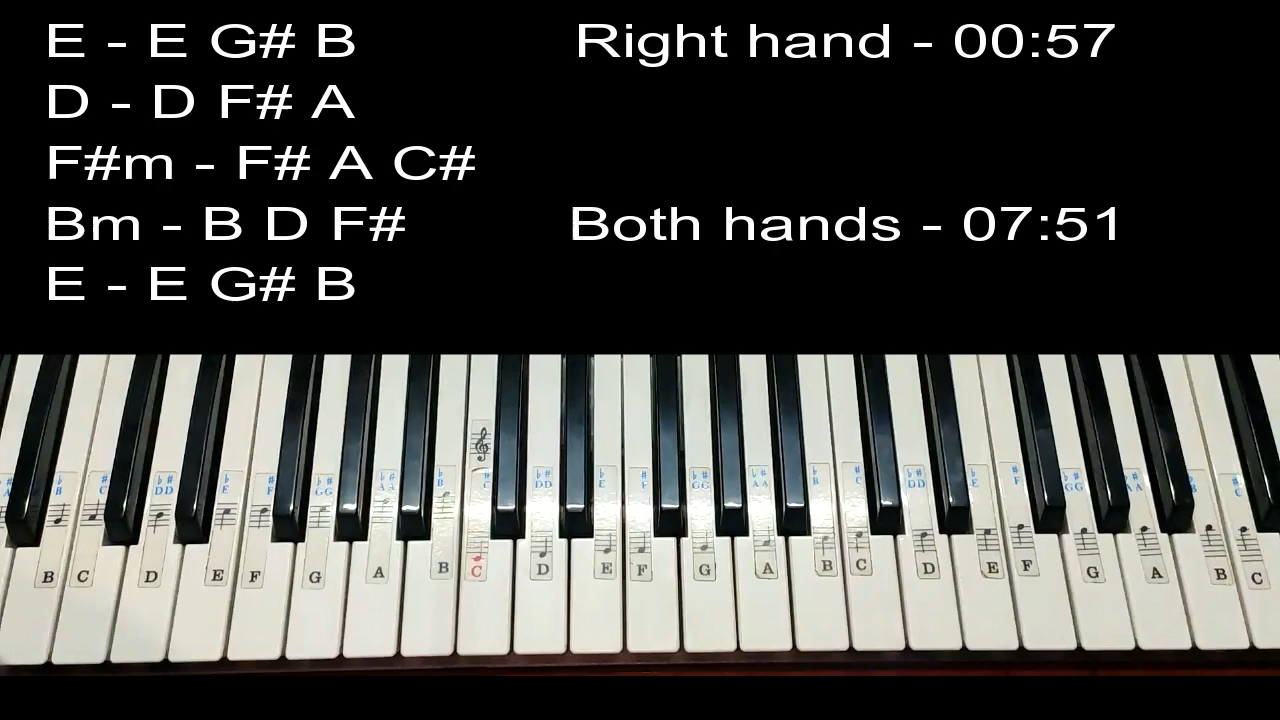 E - E G# B
Right hand - 00:57
D - D F# A
F#m - F# A C#
Bm - B D F#
Both hands - 07:51
E - E G# B
B C D E F G A B C D E F G A B C D E F G A B C